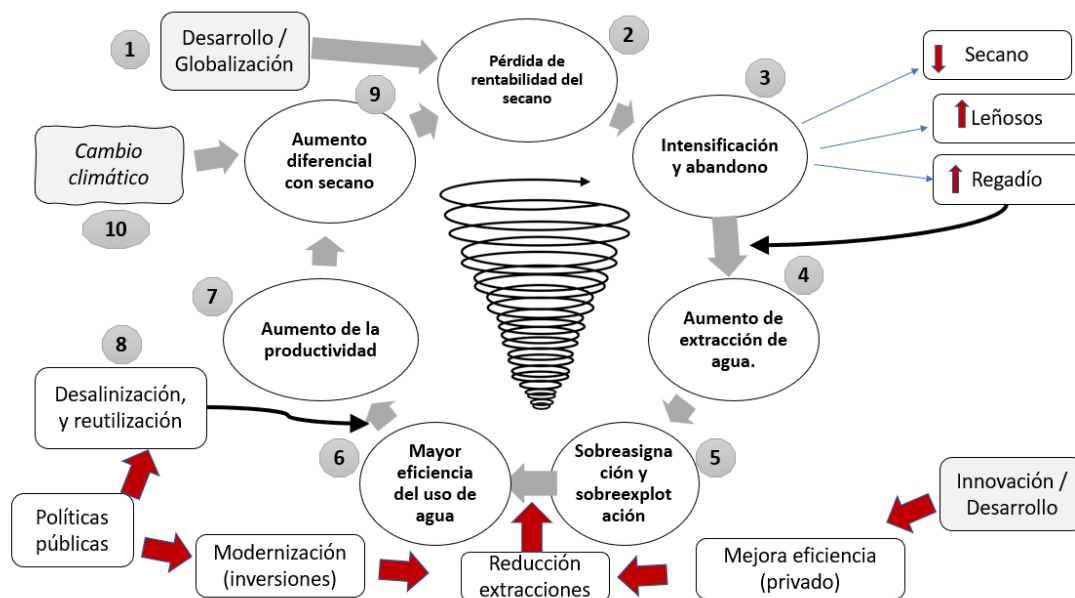 1
Desarrollo /
Globalización
2
Pérdida de
rentabilidad del
secano
3
Intensificación
y abandono
Secano
Leñosos
Regadío
4
Aumento de
extracción de
agua.
5
Sobreasigna
ción y
sobreexplot
ación
6
Mayor
eficiencia
del uso de
agua
7
Aumento de la
productividad
8
Desalinización,
y reutilización
9
Aumento
diferencial
con secano
Cambio
climático
10
Políticas
públicas
Modernización
(inversiones)
Reducción
extracciones
Mejora eficiencia
(privado)
Innovación /
Desarrollo